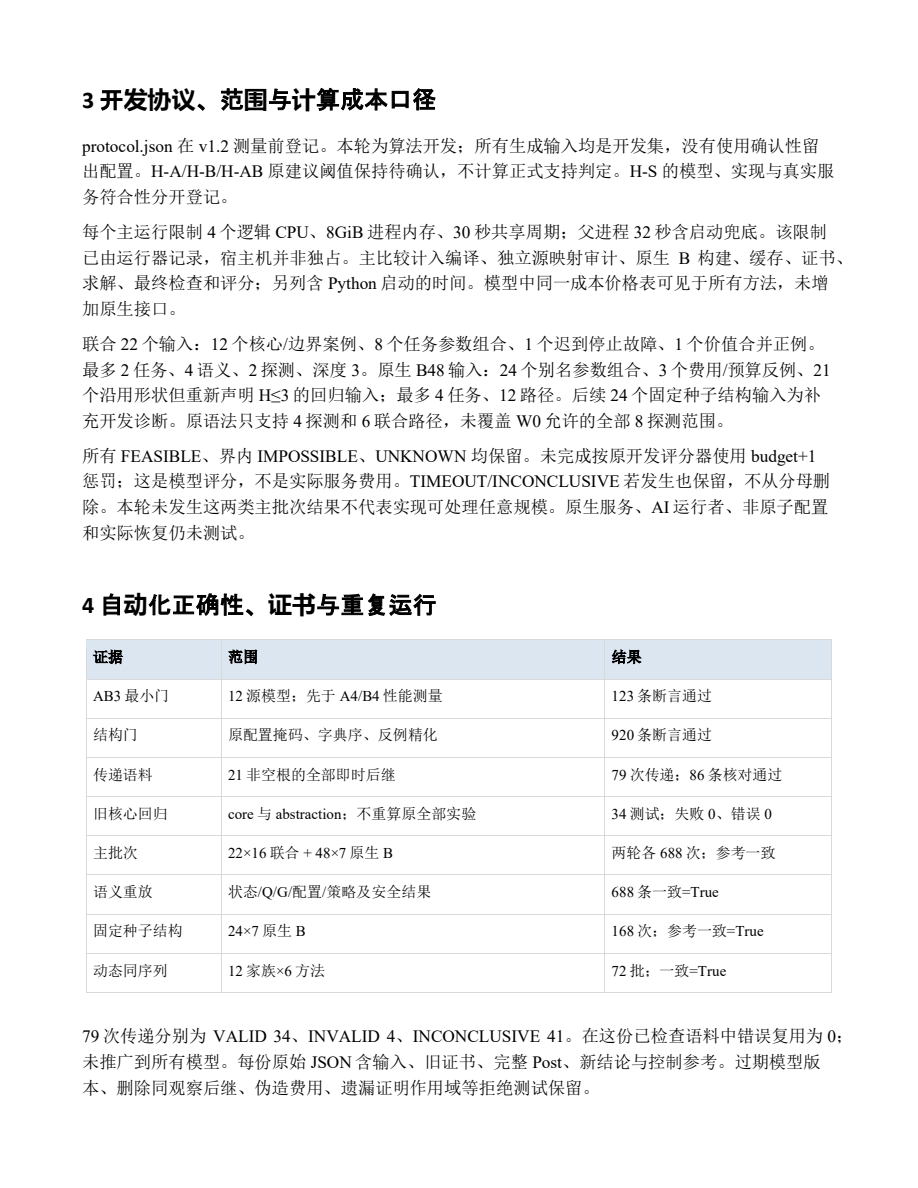 3 开发协议、范围与计算成本口径
protocol.json 在 v1.2 测量前登记。本轮为算法开发；所有生成输入均是开发集，没有使用确认性留
出配置。H-A/H-B/H-AB 原建议阈值保持待确认，不计算正式支持判定。H-S 的模型、实现与真实服
务符合性分开登记。
每个主运行限制 4 个逻辑 CPU、8GiB 进程内存、30 秒共享周期；父进程 32 秒含启动兜底。该限制
已由运行器记录，宿主机并非独占。主比较计入编译、独立源映射审计、原生 B 构建、缓存、证书、
求解、最终检查和评分；另列含 Python 启动的时间。模型中同一成本价格表可见于所有方法，未增
加原生接口。
联合 22 个输入：12 个核心/边界案例、8 个任务参数组合、1 个迟到停止故障、1 个价值合并正例。
最多 2 任务、4 语义、2 探测、深度 3。原生 B48 输入：24 个别名参数组合、3 个费用/预算反例、21
个沿用形状但重新声明 H≤3 的回归输入；最多 4 任务、12 路径。后续 24 个固定种子结构输入为补
充开发诊断。原语法只支持 4 探测和 6 联合路径，未覆盖 W0 允许的全部 8 探测范围。
所有 FEASIBLE、界内 IMPOSSIBLE、UNKNOWN 均保留。未完成按原开发评分器使用 budget+1
惩罚；这是模型评分，不是实际服务费用。TIMEOUT/INCONCLUSIVE 若发生也保留，不从分母删
除。本轮未发生这两类主批次结果不代表实现可处理任意规模。原生服务、AI 运行者、非原子配置
和实际恢复仍未测试。
4 自动化正确性、证书与重复运行
证据 范围 结果
AB3 最小门 12 源模型；先于 A4/B4 性能测量 123 条断言通过
结构门 原配置掩码、字典序、反例精化 920 条断言通过
传递语料 21 非空根的全部即时后继 79 次传递；86 条核对通过
旧核心回归 core 与 abstraction；不重算原全部实验 34 测试；失败 0、错误 0
主批次 22×16 联合 + 48×7 原生 B 两轮各 688 次；参考一致
语义重放 状态/Q/G/配置/策略及安全结果 688 条一致=True
固定种子结构 24×7 原生 B 168 次；参考一致=True
动态同序列 12 家族×6 方法 72 批；一致=True
79 次传递分别为 VALID 34、INVALID 4、INCONCLUSIVE 41。在这份已检查语料中错误复用为 0；
未推广到所有模型。每份原始 JSON 含输入、旧证书、完整 Post、新结论与控制参考。过期模型版
本、删除同观察后继、伪造费用、遗漏证明作用域等拒绝测试保留。